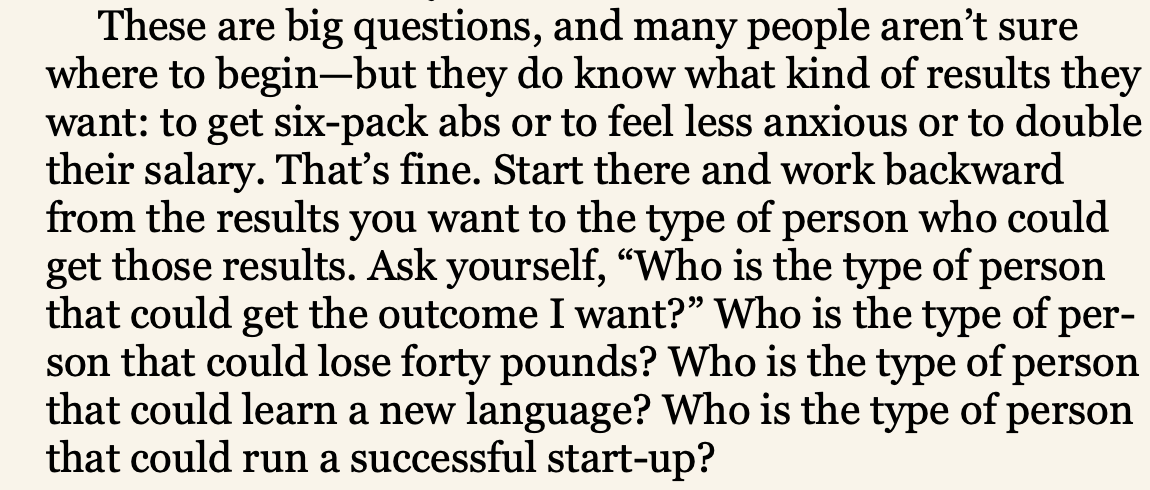 These are big questions, and many people aren’t sure
where to begin—but they do know what kind of results they
want: to get six-pack abs or to feel less anxious or to double
their salary. That’s fine. Start there and work backward
from the results you want to the type of person who could
get those results. Ask yourself, “Who is the type of person
that could get the outcome I want?” Who is the type of per-
son that could lose forty pounds? Who is the type of person
that could learn a new language? Who is the type of person
that could run a successful start-up?